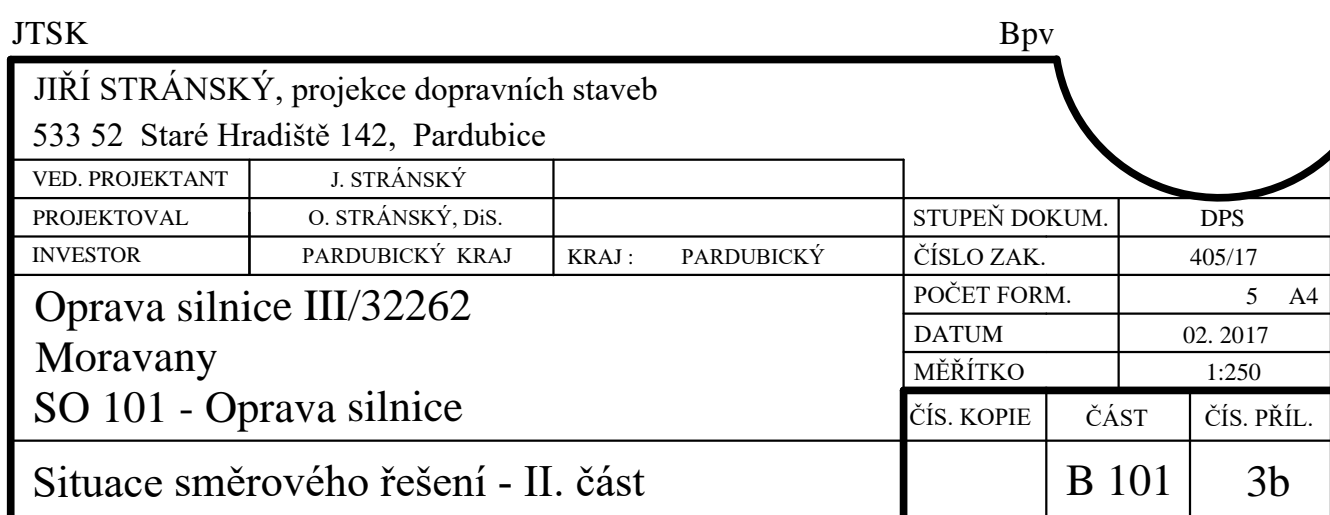 JTSK Bpv
JIŘÍ STRÁNSKÝ, projekce dopravních staveb
533 52 Staré Hradiště 142, Pardubice
VED. PROJEKTANT J. STRÁNSKÝ
PROJEKTOVAL O. STRÁNSKÝ, DiS. STUPEŇ DOKUM. DPS
INVESTOR PARDUBICKÝ KRAJ KRAJ : PARDUBICKÝ ČÍSLO ZAK. 405/17
POČET FORM. 5 A4
Oprava silnice III/32262
DATUM 02. 2017
Moravany
MĚŘÍTKO 1:250
SO 101 - Oprava silnice
ČÍS. KOPIE ČÁST ČÍS. PŘÍL.
Situace směrového řešení - II. část B 101 3b